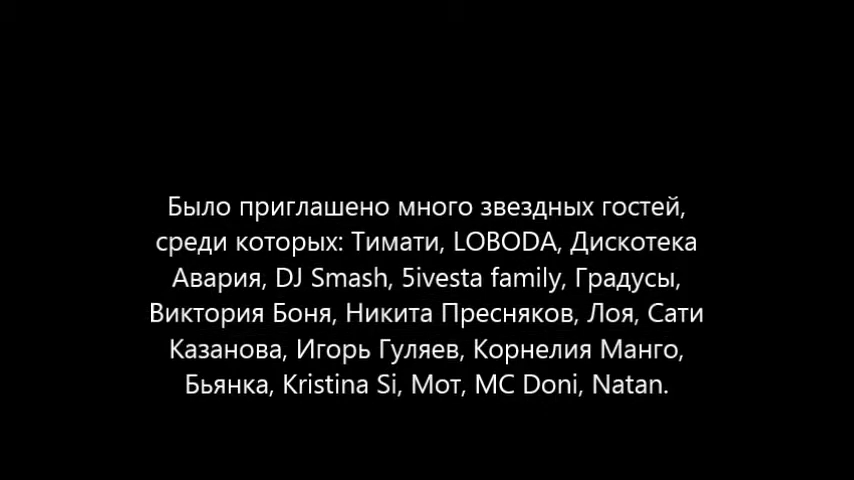 Было приглашено много звездных гостей,
среди которых: Тимати, LOBODA, Дискотека
Авария, DJ Smash, 5ivesta family, Градусы,
Виктория Боня, Никита Пресняков, Лоя, Сати
Казанова, Игорь Гуляев, Корнелия Манго,
Бьянка, Kristina Si, Мот, MC Doni, Natan.